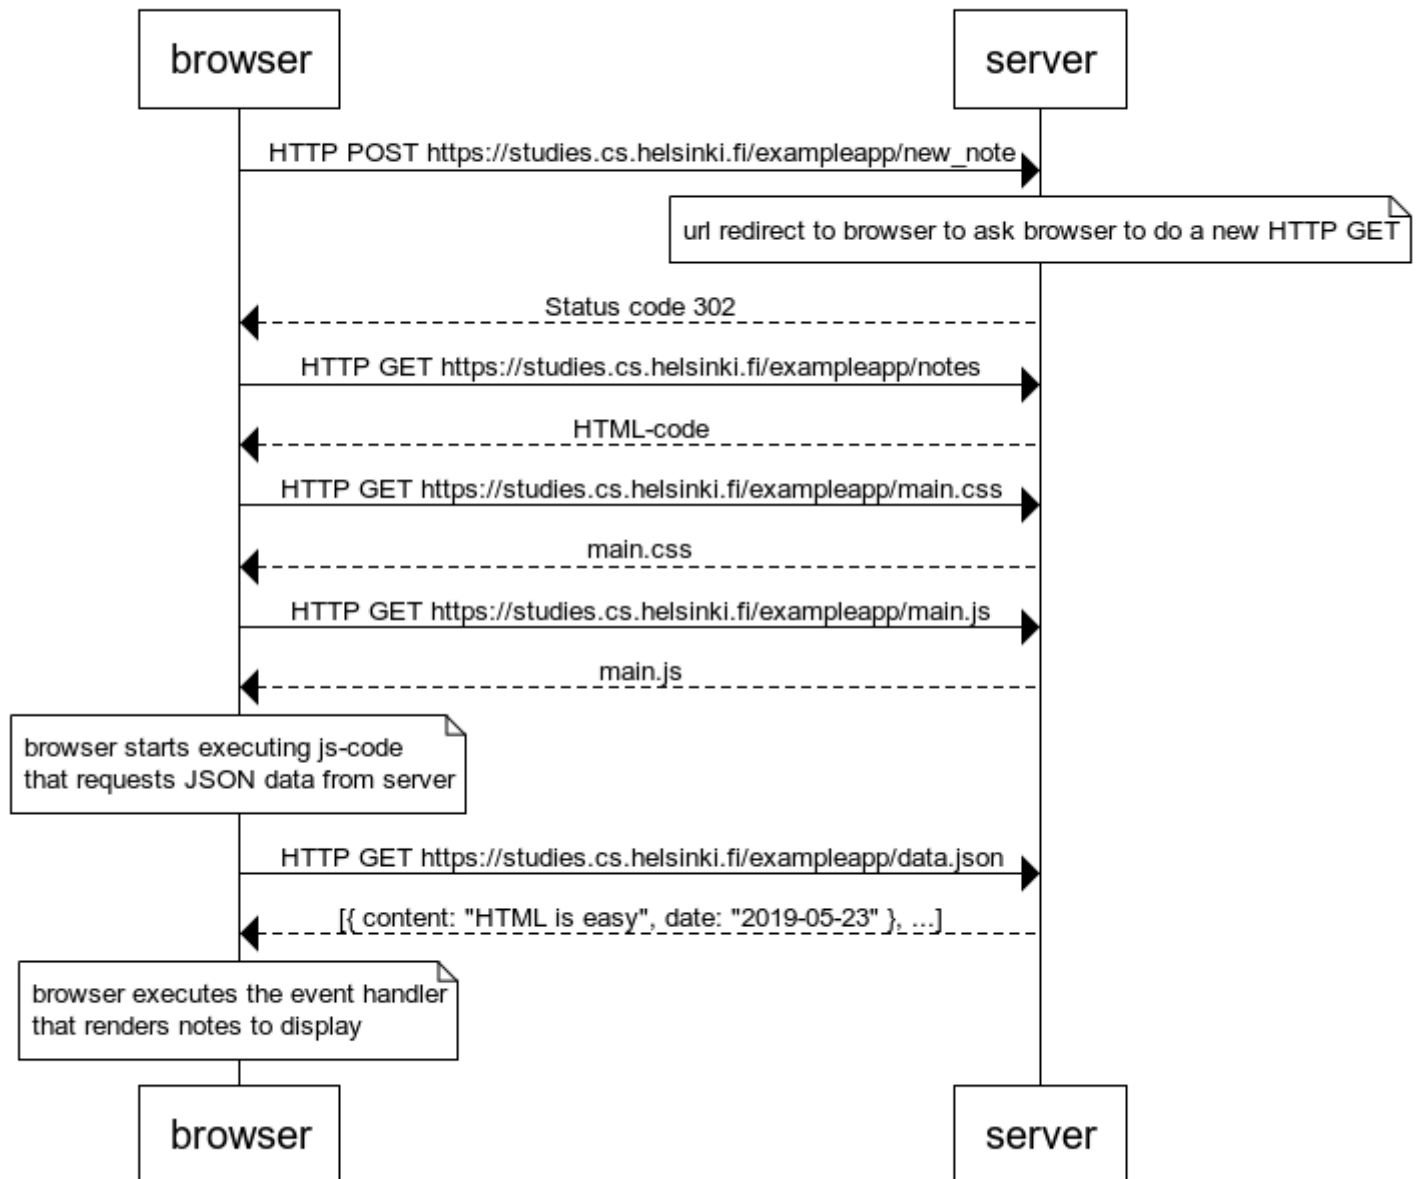 browser
server
HTTP POST https://studies.cs.helsinki.fi/exampleapp/new_note
url redirect to browser to ask browser to do a new HTTP GET
Status code 302
HTTP GET https://studies.cs.helsinki.fi/exampleapp/notes
HTML-code
HTTP GET https://studies.cs.helsinki.fi/exampleapp/main.css
main.css
HTTP GET https://studies.cs.helsinki.fi/exampleapp/main.js
main.js
browser starts executing js-code
that requests JSON data from server
HTTP GET https://studies.cs.helsinki.fi/exampleapp/data.json
[{ content: "HTML is easy", date: "2019-05-23" }, ...]
browser executes the event handler
that renders notes to display
browser
server